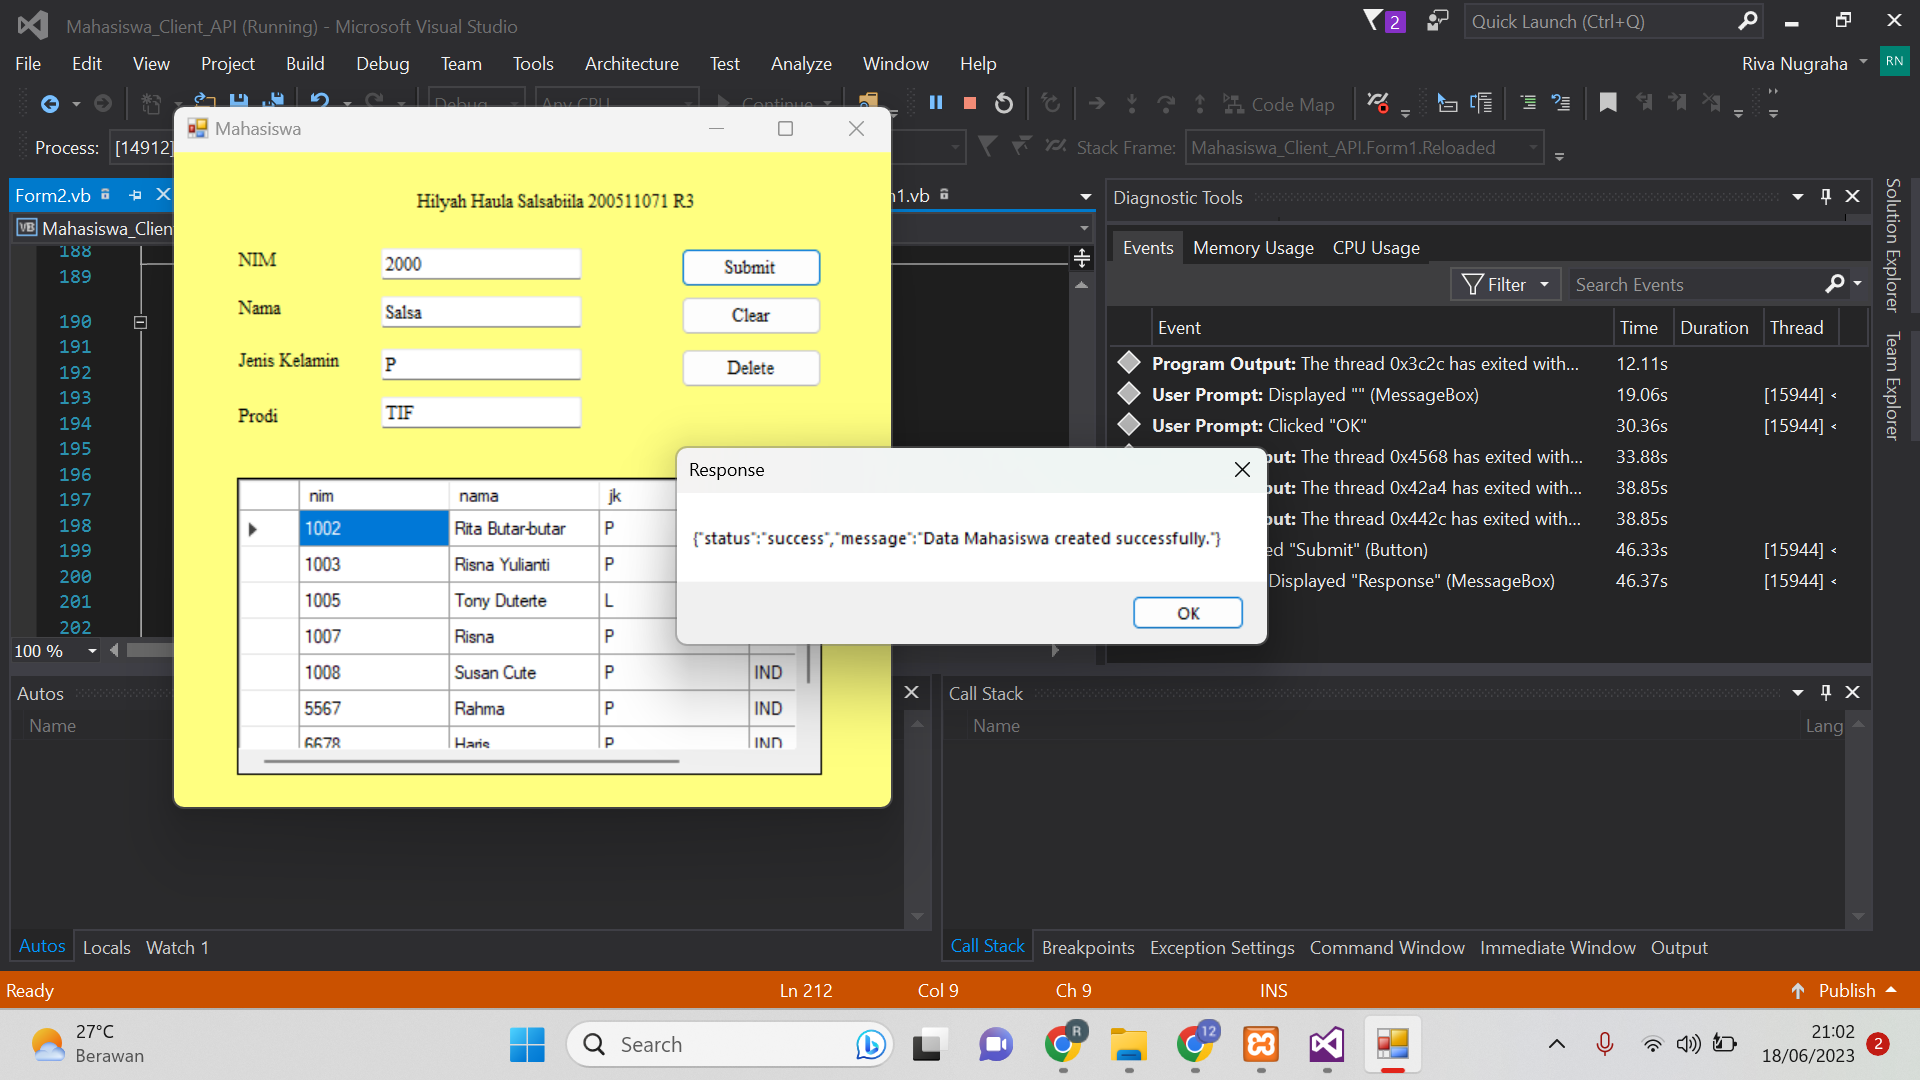 Mahasiswa_Client_API (Running) - Microsoft Visual Studio
2
Quick Launch (Ctrl+Q)
File Edit View Project Build Debug Team Tools Architecture Test Analyze Window Help
Riva Nugraha RN
Debug Any CPU Continue Code Map
Process: [14912]
Stack Frame: Mahasiswa_Client_API.Form1.Reloaded
Form2.vb
Mahasiswa_Clien
188
189
190
191
192
193
194
195
196
197
198
199
200
201
202
100 %
Mahasiswa
Hilyah Haula Salsabiila 200511071 R3
NIM 2000 Submit
Nama Salsa Clear
Jenis Kelamin P Delete
Prodi TIF
nim nama jk
1002 Rita Butar-butar P
1003 Risna Yulianti P
1005 Tony Duterte L
1007 Risna P
1008 Susan Cute P IND
5567 Rahma P IND
6678 Haris P IND
Response
{"status":"success","message":"Data Mahasiswa created successfully."}
OK
Diagnostic Tools
Events Memory Usage CPU Usage
Filter Search Events
Event Time Duration Thread
Program Output: The thread 0x3c2c has exited with... 12.11s
User Prompt: Displayed "" (MessageBox) 19.06s [15944]
User Prompt: Clicked "OK" 30.36s [15944]
put: The thread 0x4568 has exited with... 33.88s
put: The thread 0x42a4 has exited with... 38.85s
put: The thread 0x442c has exited with... 38.85s
ed "Submit" (Button) 46.33s [15944]
Displayed "Response" (MessageBox) 46.37s [15944]
Solution Explorer
Team Explorer
Autos
Name
Call Stack
Name Lang
Autos Locals Watch 1
Call Stack Breakpoints Exception Settings Command Window Immediate Window Output
Ready Ln 212 Col 9 Ch 9 INS Publish
27°C
Berawan
Search
R
12
21:02
18/06/2023
2